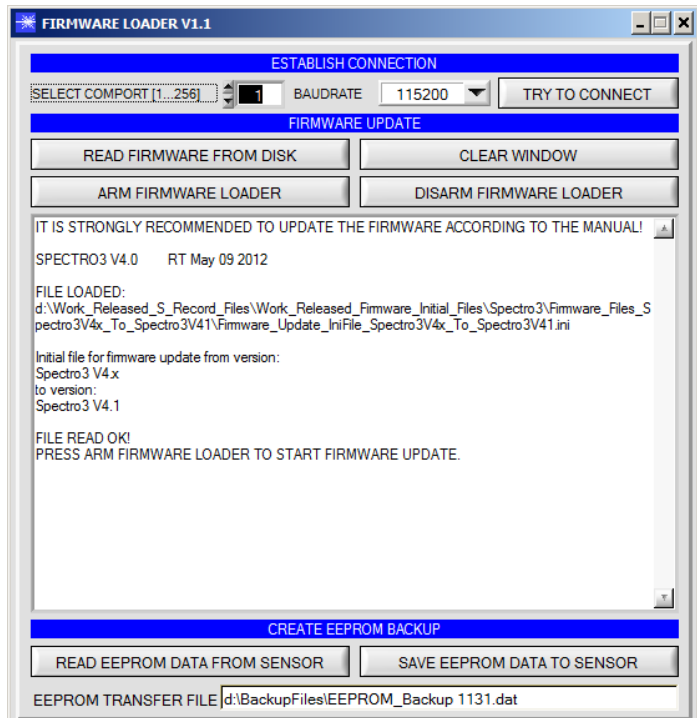 FIRMWARE LOADER V1.1
ESTABLISH CONNECTION
SELECT COMPORT [1...256] 1 BAUDRATE 115200 TRY TO CONNECT
FIRMWARE UPDATE
READ FIRMWARE FROM DISK CLEAR WINDOW
ARM FIRMWARE LOADER DISARM FIRMWARE LOADER
IT IS STRONGLY RECOMMENDED TO UPDATE THE FIRMWARE ACCORDING TO THE MANUAL!
SPECTRO3 V4.0 RT May 09 2012
FILE LOADED:
d:\Work_Released_S_Record_Files\Work_Released_Firmware_Initial_Files\Spectro3\Firmware_Files_S
pectro3V4x_To_Spectro3V41\Firmware_Update_IniFile_Spectro3V4x_To_Spectro3V41.ini
Initial file for firmware update from version:
Spectro3 V4.x
to version:
Spectro3 V4.1
FILE READ OK!
PRESS ARM FIRMWARE LOADER TO START FIRMWARE UPDATE.
CREATE EEPROM BACKUP
READ EEPROM DATA FROM SENSOR SAVE EEPROM DATA TO SENSOR
EEPROM TRANSFER FILE d:\BackupFiles\EEPROM_Backup 1131.dat